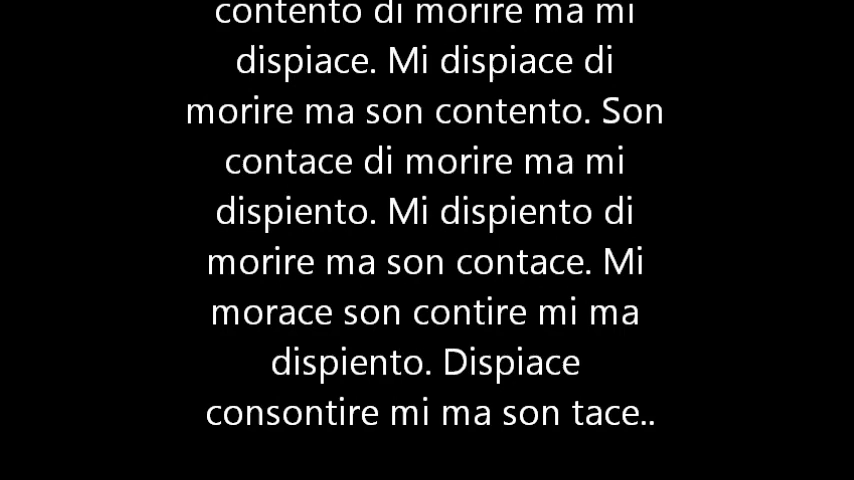 contento di morire ma mi
dispiace. Mi dispiace di
morire ma son contento. Son
contace di morire ma mi
dispiento. Mi dispiento di
morire ma son contace. Mi
morace son contire mi ma
dispiento. Dispiace
consontire mi ma son tace..